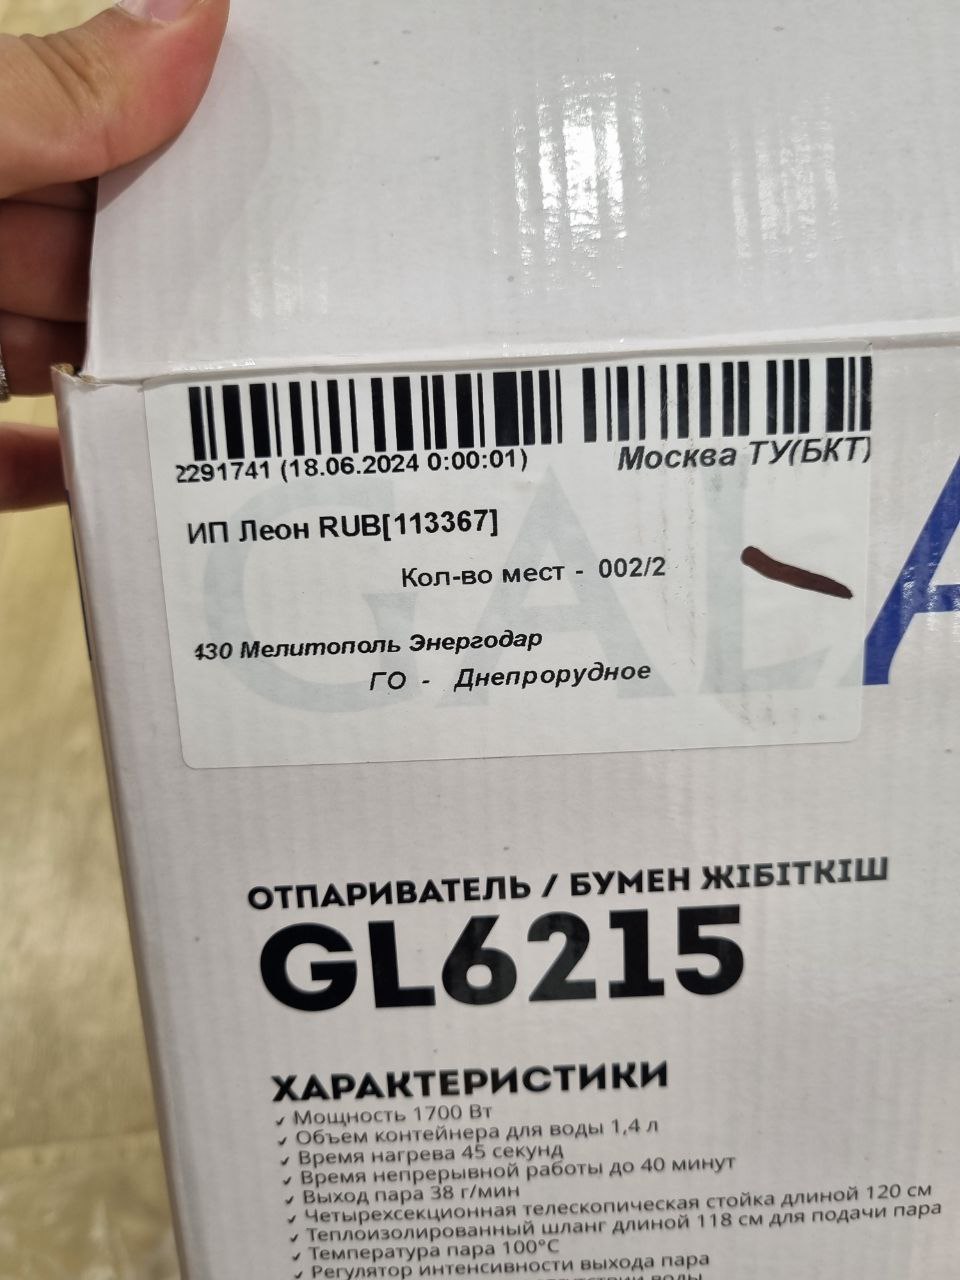 2291741 (18.06.2024 0:00:01) Москва ТУ(БКТ)
ИП Леон RUB[113367]
Кол-во мест - 002/2
430 Мелитополь Энергодар
ГО - Днепрорудное
GALA
ОТПАРИВАТЕЛЬ / БУМЕН ЖІБІТКІШ
GL6215
ХАРАКТЕРИСТИКИ
✓ Мощность 1700 Вт
✓ Объем контейнера для воды 1,4 л
✓ Время нагрева 45 секунд
✓ Время непрерывной работы до 40 минут
✓ Выход пара 38 г/мин
✓ Четырехсекционная телескопическая стойка длиной 120 см
✓ Теплоизолированный шланг длиной 118 см для подачи пара
✓ Температура пара 100°С
✓ Регулятор интенсивности выхода пара
воды